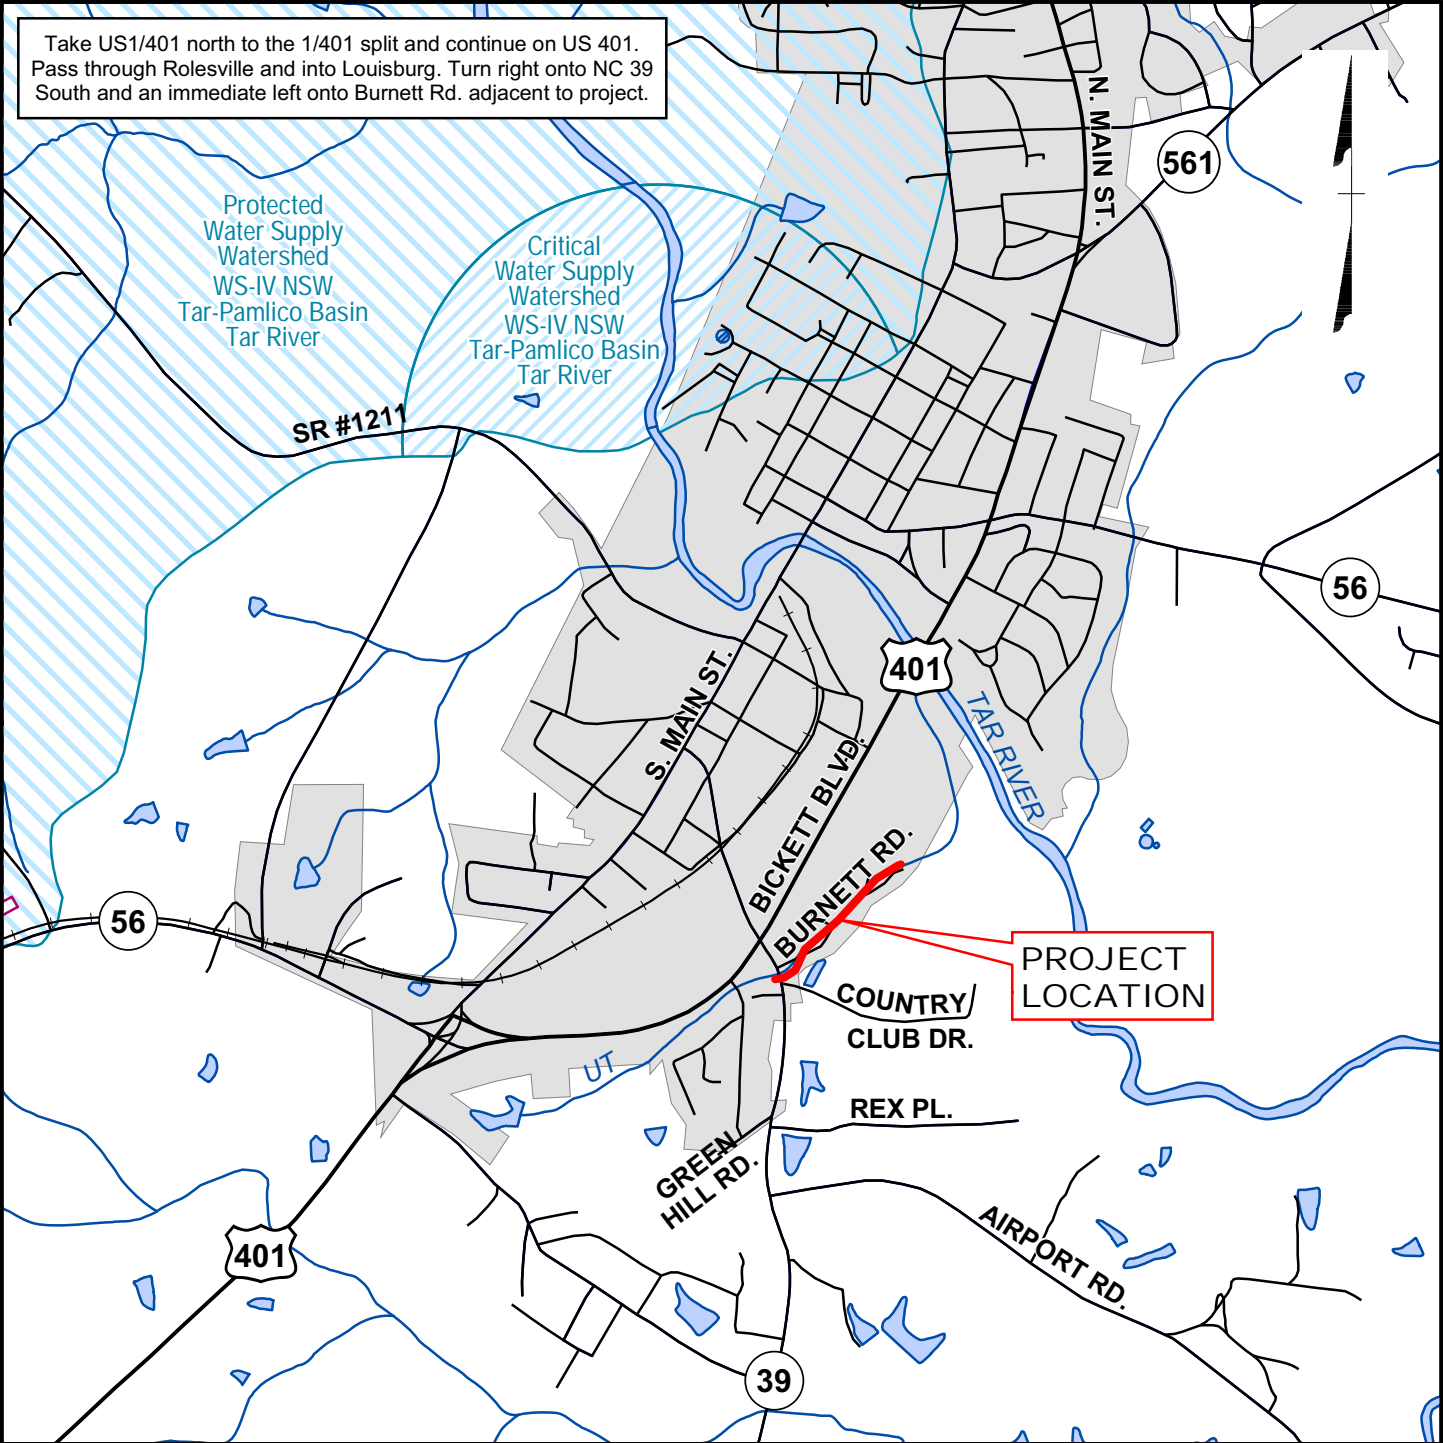 Take US1/401 north to the 1/401 split and continue on US 401.
Pass through Rolesville and into Louisburg. Turn right onto NC 39
South and an immediate left onto Burnett Rd. adjacent to project.
N. MAIN ST.
561
Protected
Water Supply
Watershed
WS-IV NSW
Tar-Pamlico Basin
Tar River
Critical
Water Supply
Watershed
WS-IV NSW
Tar-Pamlico Basin
Tar River
SR #1211
56
401
S. MAIN ST.
TAR RIVER
BICKETT BLVD.
BURNETT RD.
56
PROJECT
LOCATION
COUNTRY
CLUB DR.
UT
REX PL.
GREEN
HILL RD.
AIRPORT RD.
401
39